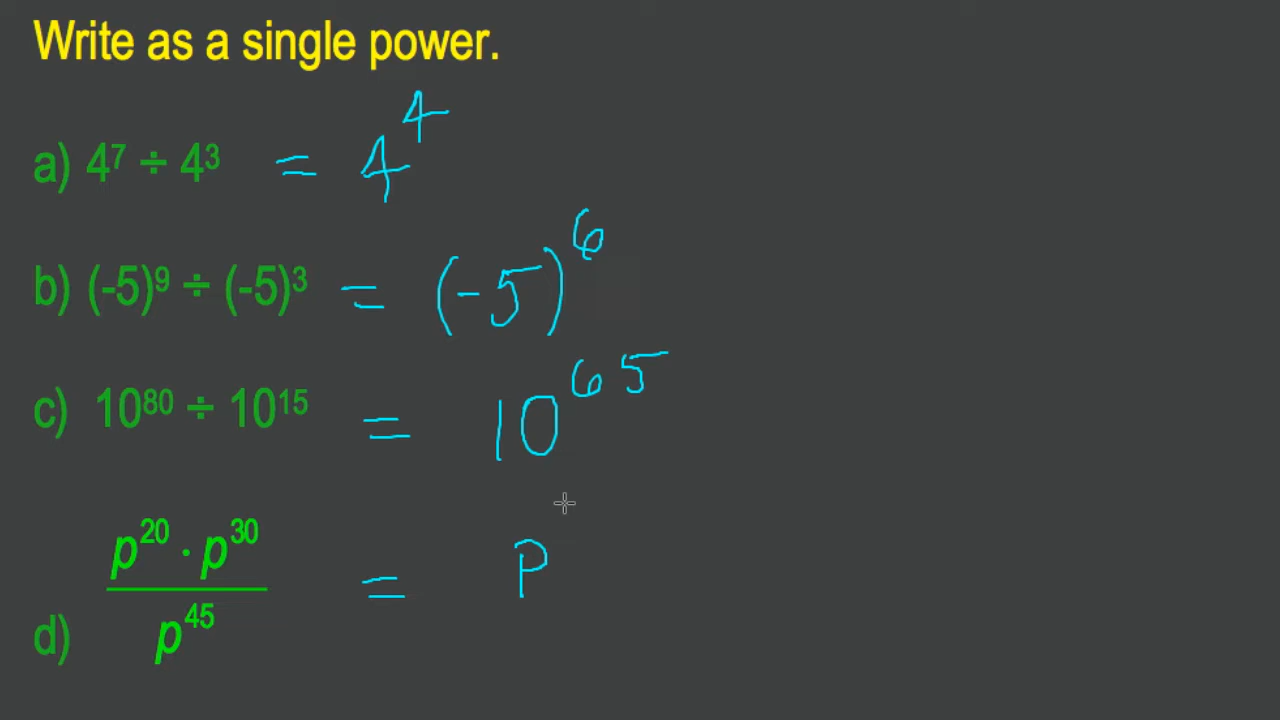 Write as a single power.
a) 4⁷ ÷ 4³ = 4⁴
b) (-5)⁹ ÷ (-5)³ = (-5)⁶
c) 10⁸⁰ ÷ 10¹⁵ = 10⁶⁵
p²⁰ · p³⁰
d) p⁴⁵ = P